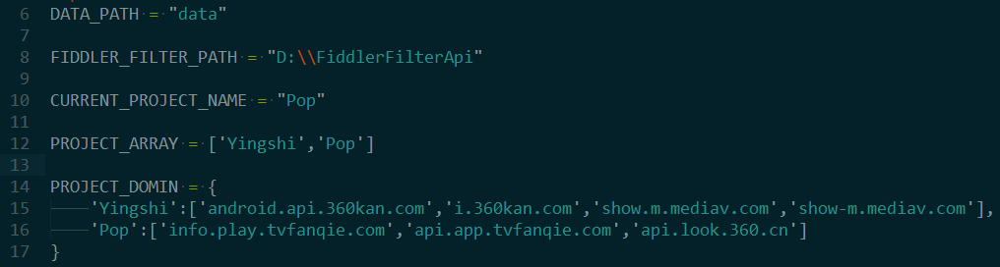 6 DATA_PATH = "data"
7
8 FIDDLER_FILTER_PATH = "D:\\FiddlerFilterApi"
9
10 CURRENT_PROJECT_NAME = "Pop"
11
12 PROJECT_ARRAY = ['Yingshi','Pop']
13
14 PROJECT_DOMIN = {
15 'Yingshi':['android.api.360kan.com','i.360kan.com','show.m.mediav.com','show-m.mediav.com'],
16 'Pop':['info.play.tvfanqie.com','api.app.tvfanqie.com','api.look.360.cn']
17 }